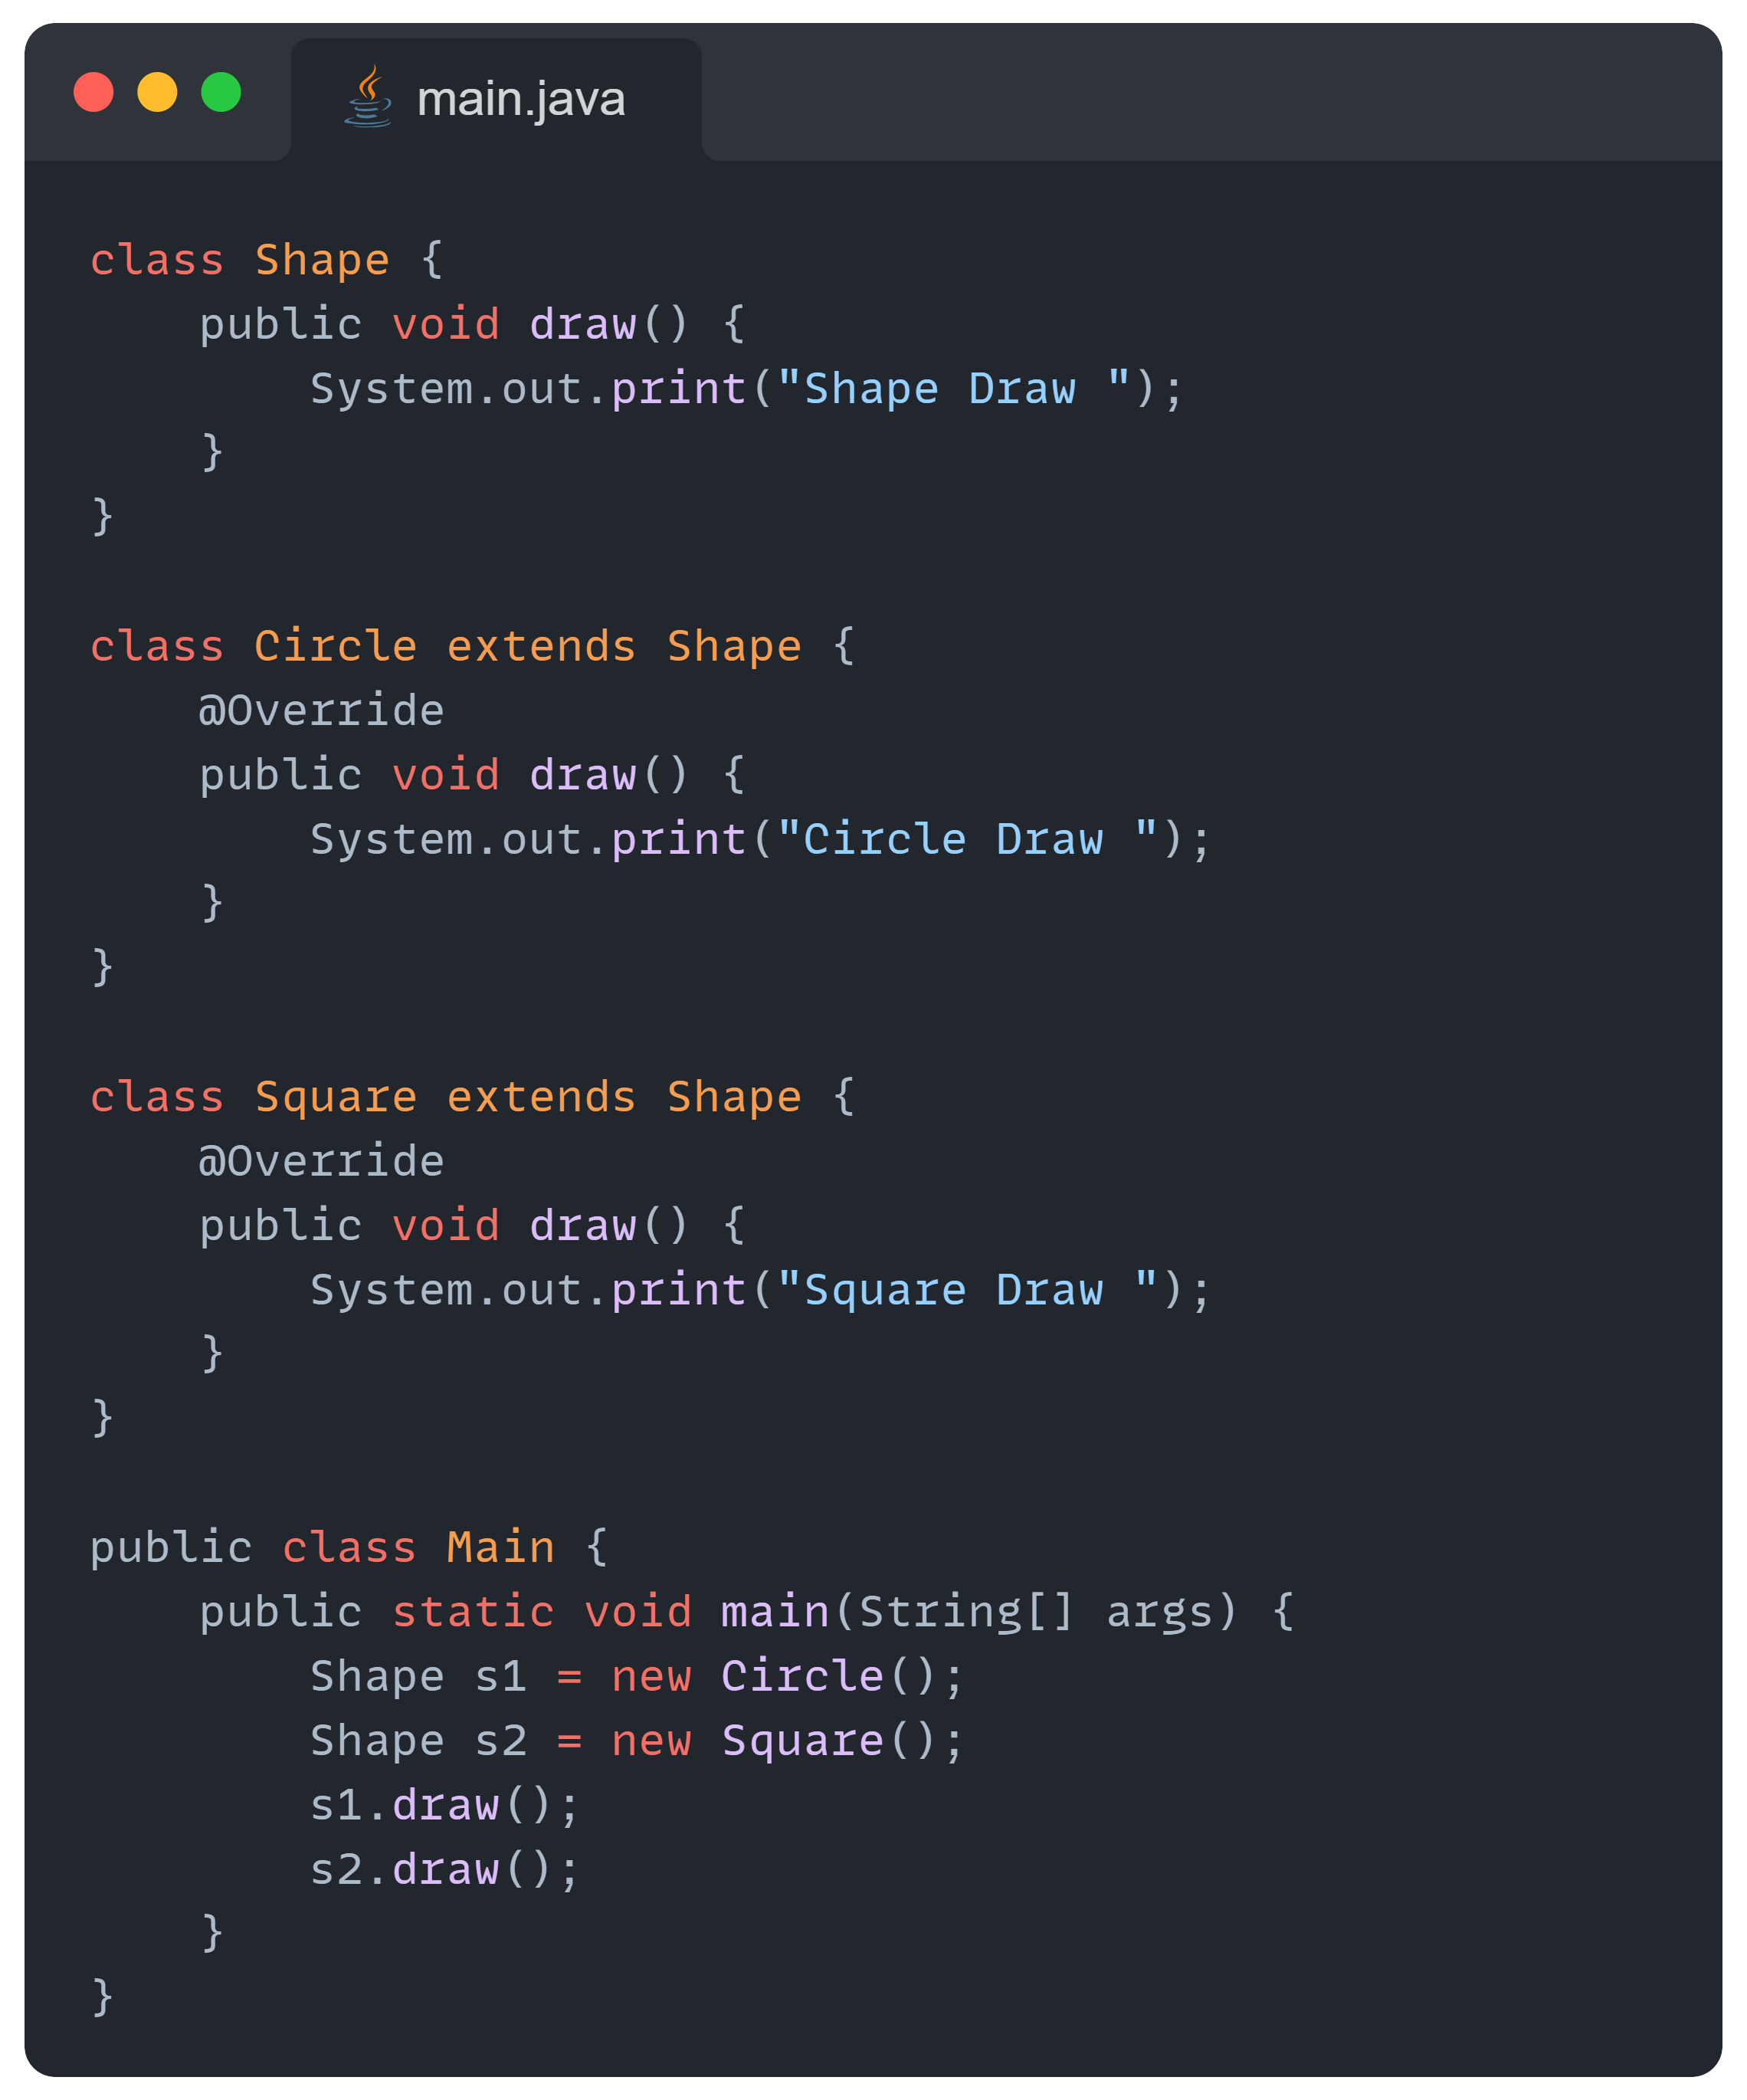 main.java
class Shape {
    public void draw() {
        System.out.print("Shape Draw ");
    }
}
class Circle extends Shape {
    @Override
    public void draw() {
        System.out.print("Circle Draw ");
    }
}
class Square extends Shape {
    @Override
    public void draw() {
        System.out.print("Square Draw ");
    }
}
public class Main {
    public static void main(String[] args) {
        Shape s1 = new Circle();
        Shape s2 = new Square();
        s1.draw();
        s2.draw();
    }
}